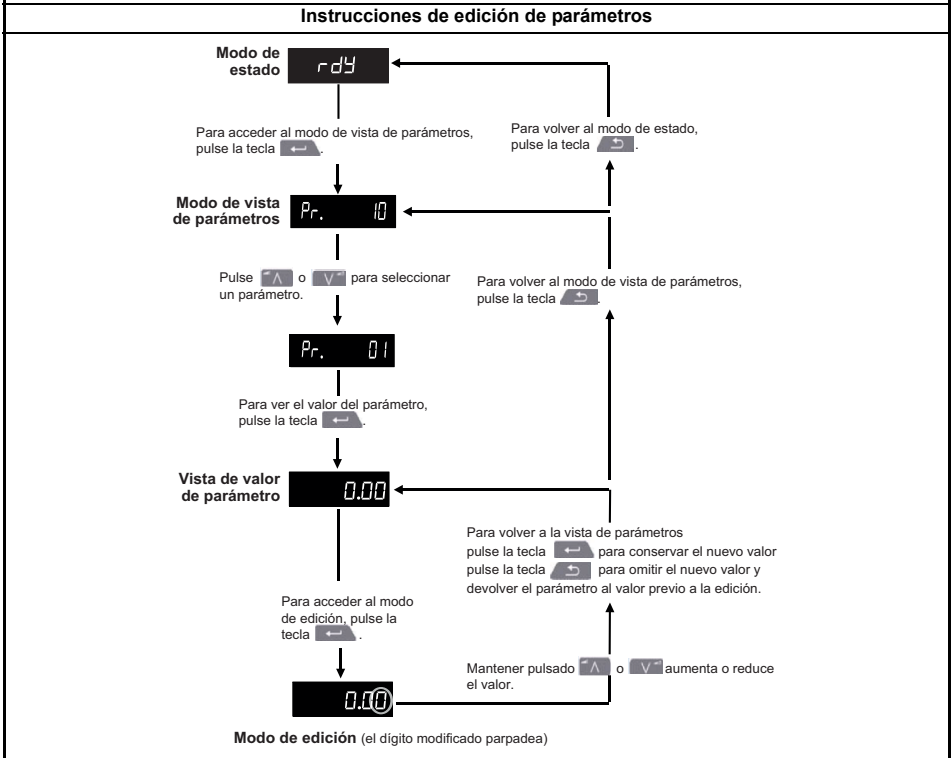 Instrucciones de edición de parámetros
Modo de
estado
rdY
Para acceder al modo de vista de parámetros,
pulse la tecla .
Para volver al modo de estado,
pulse la tecla .
Modo de vista
de parámetros
Pr. 10
Pulse o para seleccionar
un parámetro.
Para volver al modo de vista de parámetros,
pulse la tecla .
Pr. 01
Para ver el valor del parámetro,
pulse la tecla .
Vista de valor
de parámetro
0.00
Para volver a la vista de parámetros
pulse la tecla para conservar el nuevo valor
pulse la tecla para omitir el nuevo valor y
devolver el parámetro al valor previo a la edición.
Para acceder al modo
de edición, pulse la
tecla .
Mantener pulsado o aumenta o reduce
el valor.
0.00
Modo de edición (el dígito modificado parpadea)